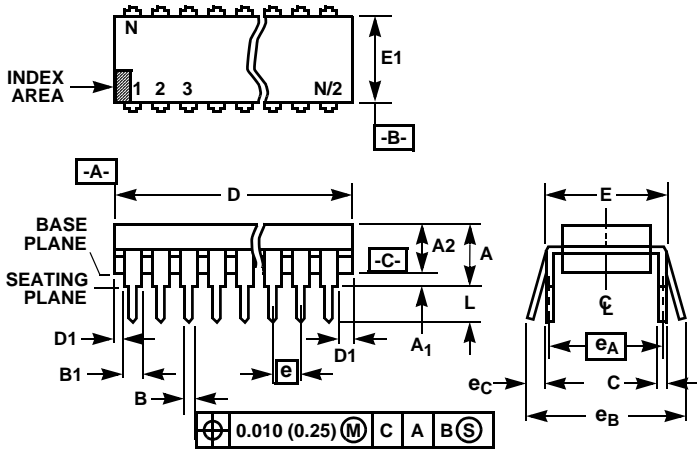 N
E1
INDEX
AREA
1 2 3 N/2
-B-
-A-
D
E
BASE
PLANE
A2
A
-C-
SEATING
PLANE
L
C
L
D1
A1
D1
eA
B1
e
eC
C
B
eB
0.010 (0.25) M C A B S